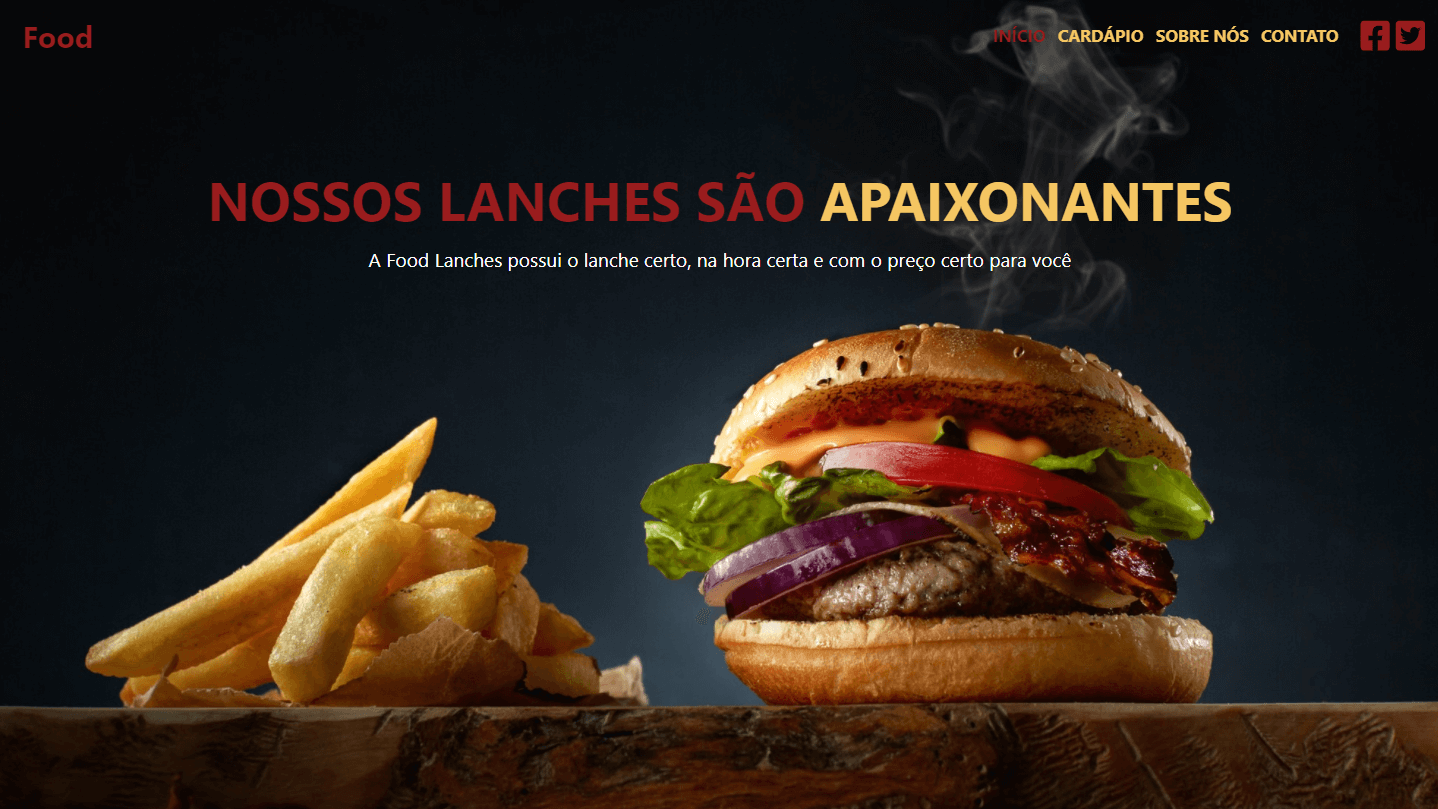 Food
INÍCIO CARDÁPIO SOBRE NÓS CONTATO
NOSSOS LANCHES SÃO APAIXONANTES
A Food Lanches possui o lanche certo, na hora certa e com o preço certo para você